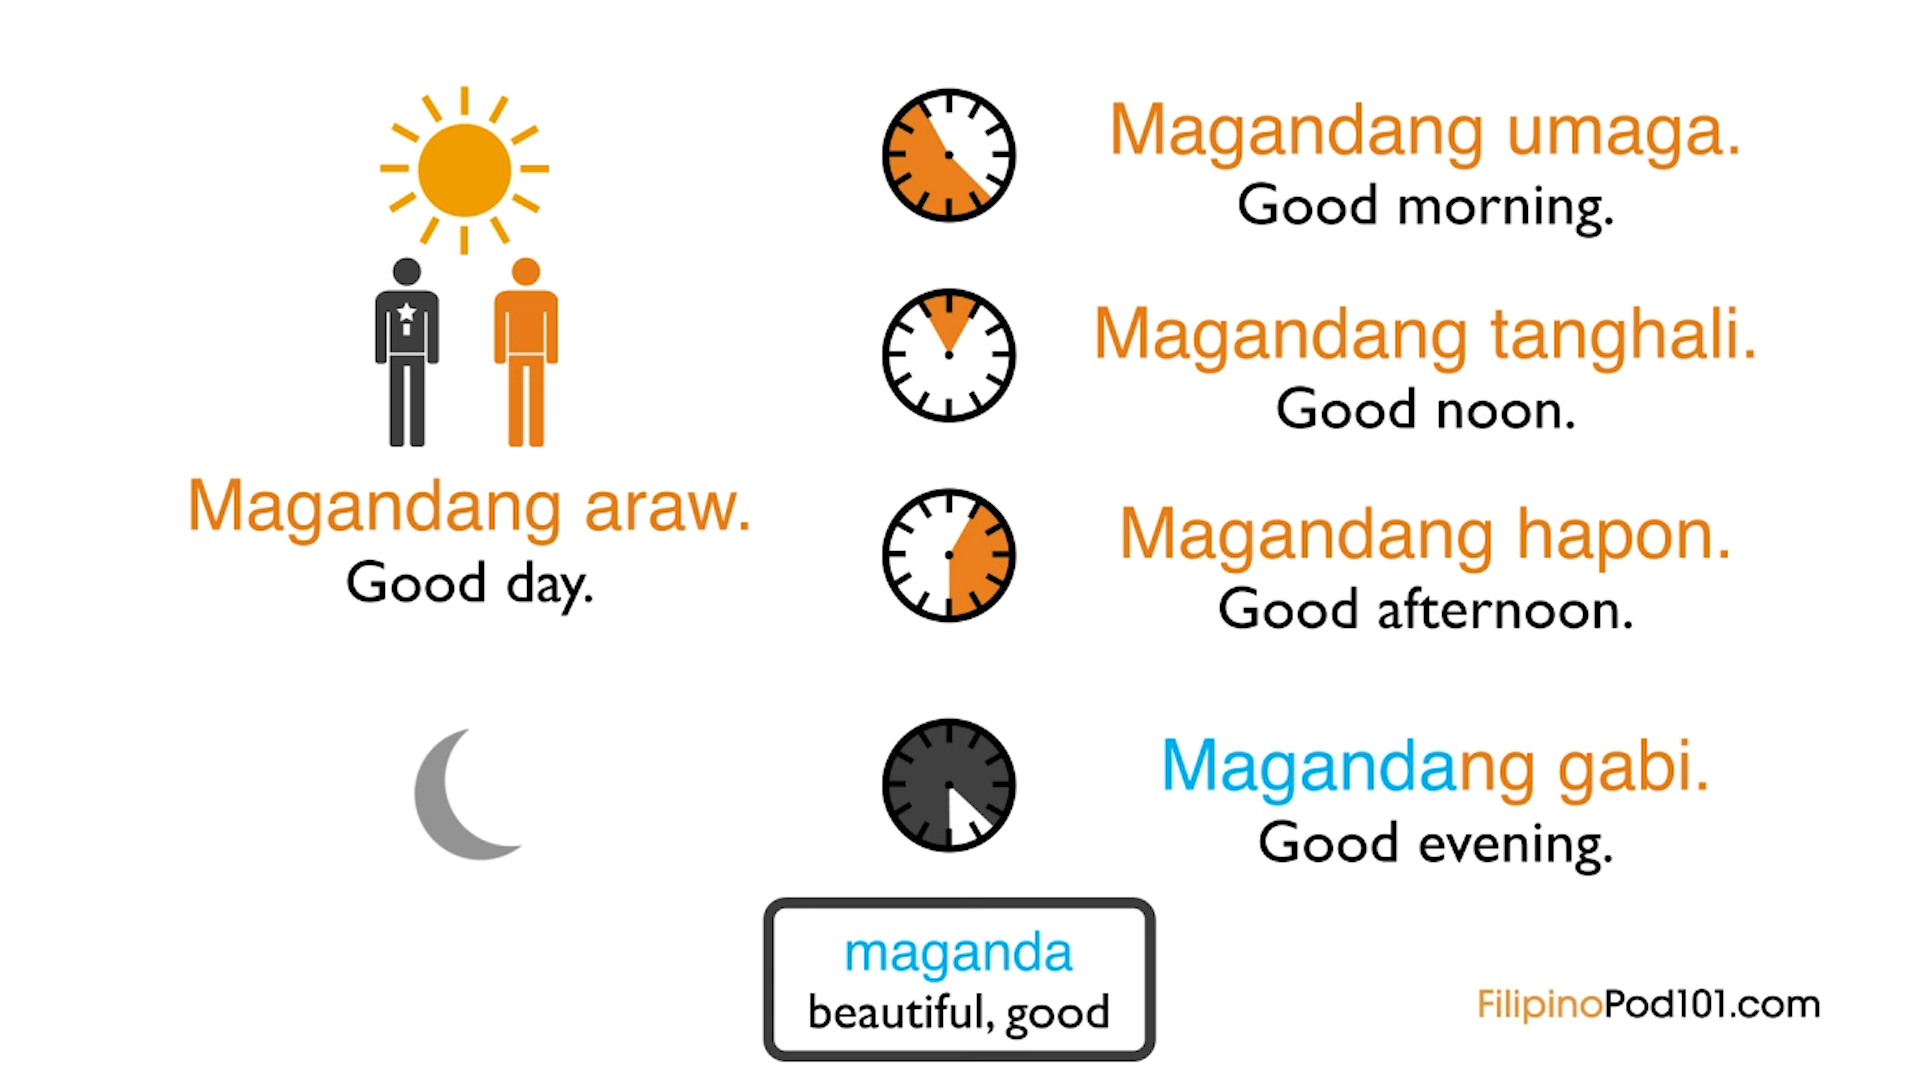 Magandang araw.
Good day.
Magandang umaga.
Good morning.
Magandang tanghali.
Good noon.
Magandang hapon.
Good afternoon.
Magandang gabi.
Good evening.
maganda
beautiful, good
FilipinoPod101.com